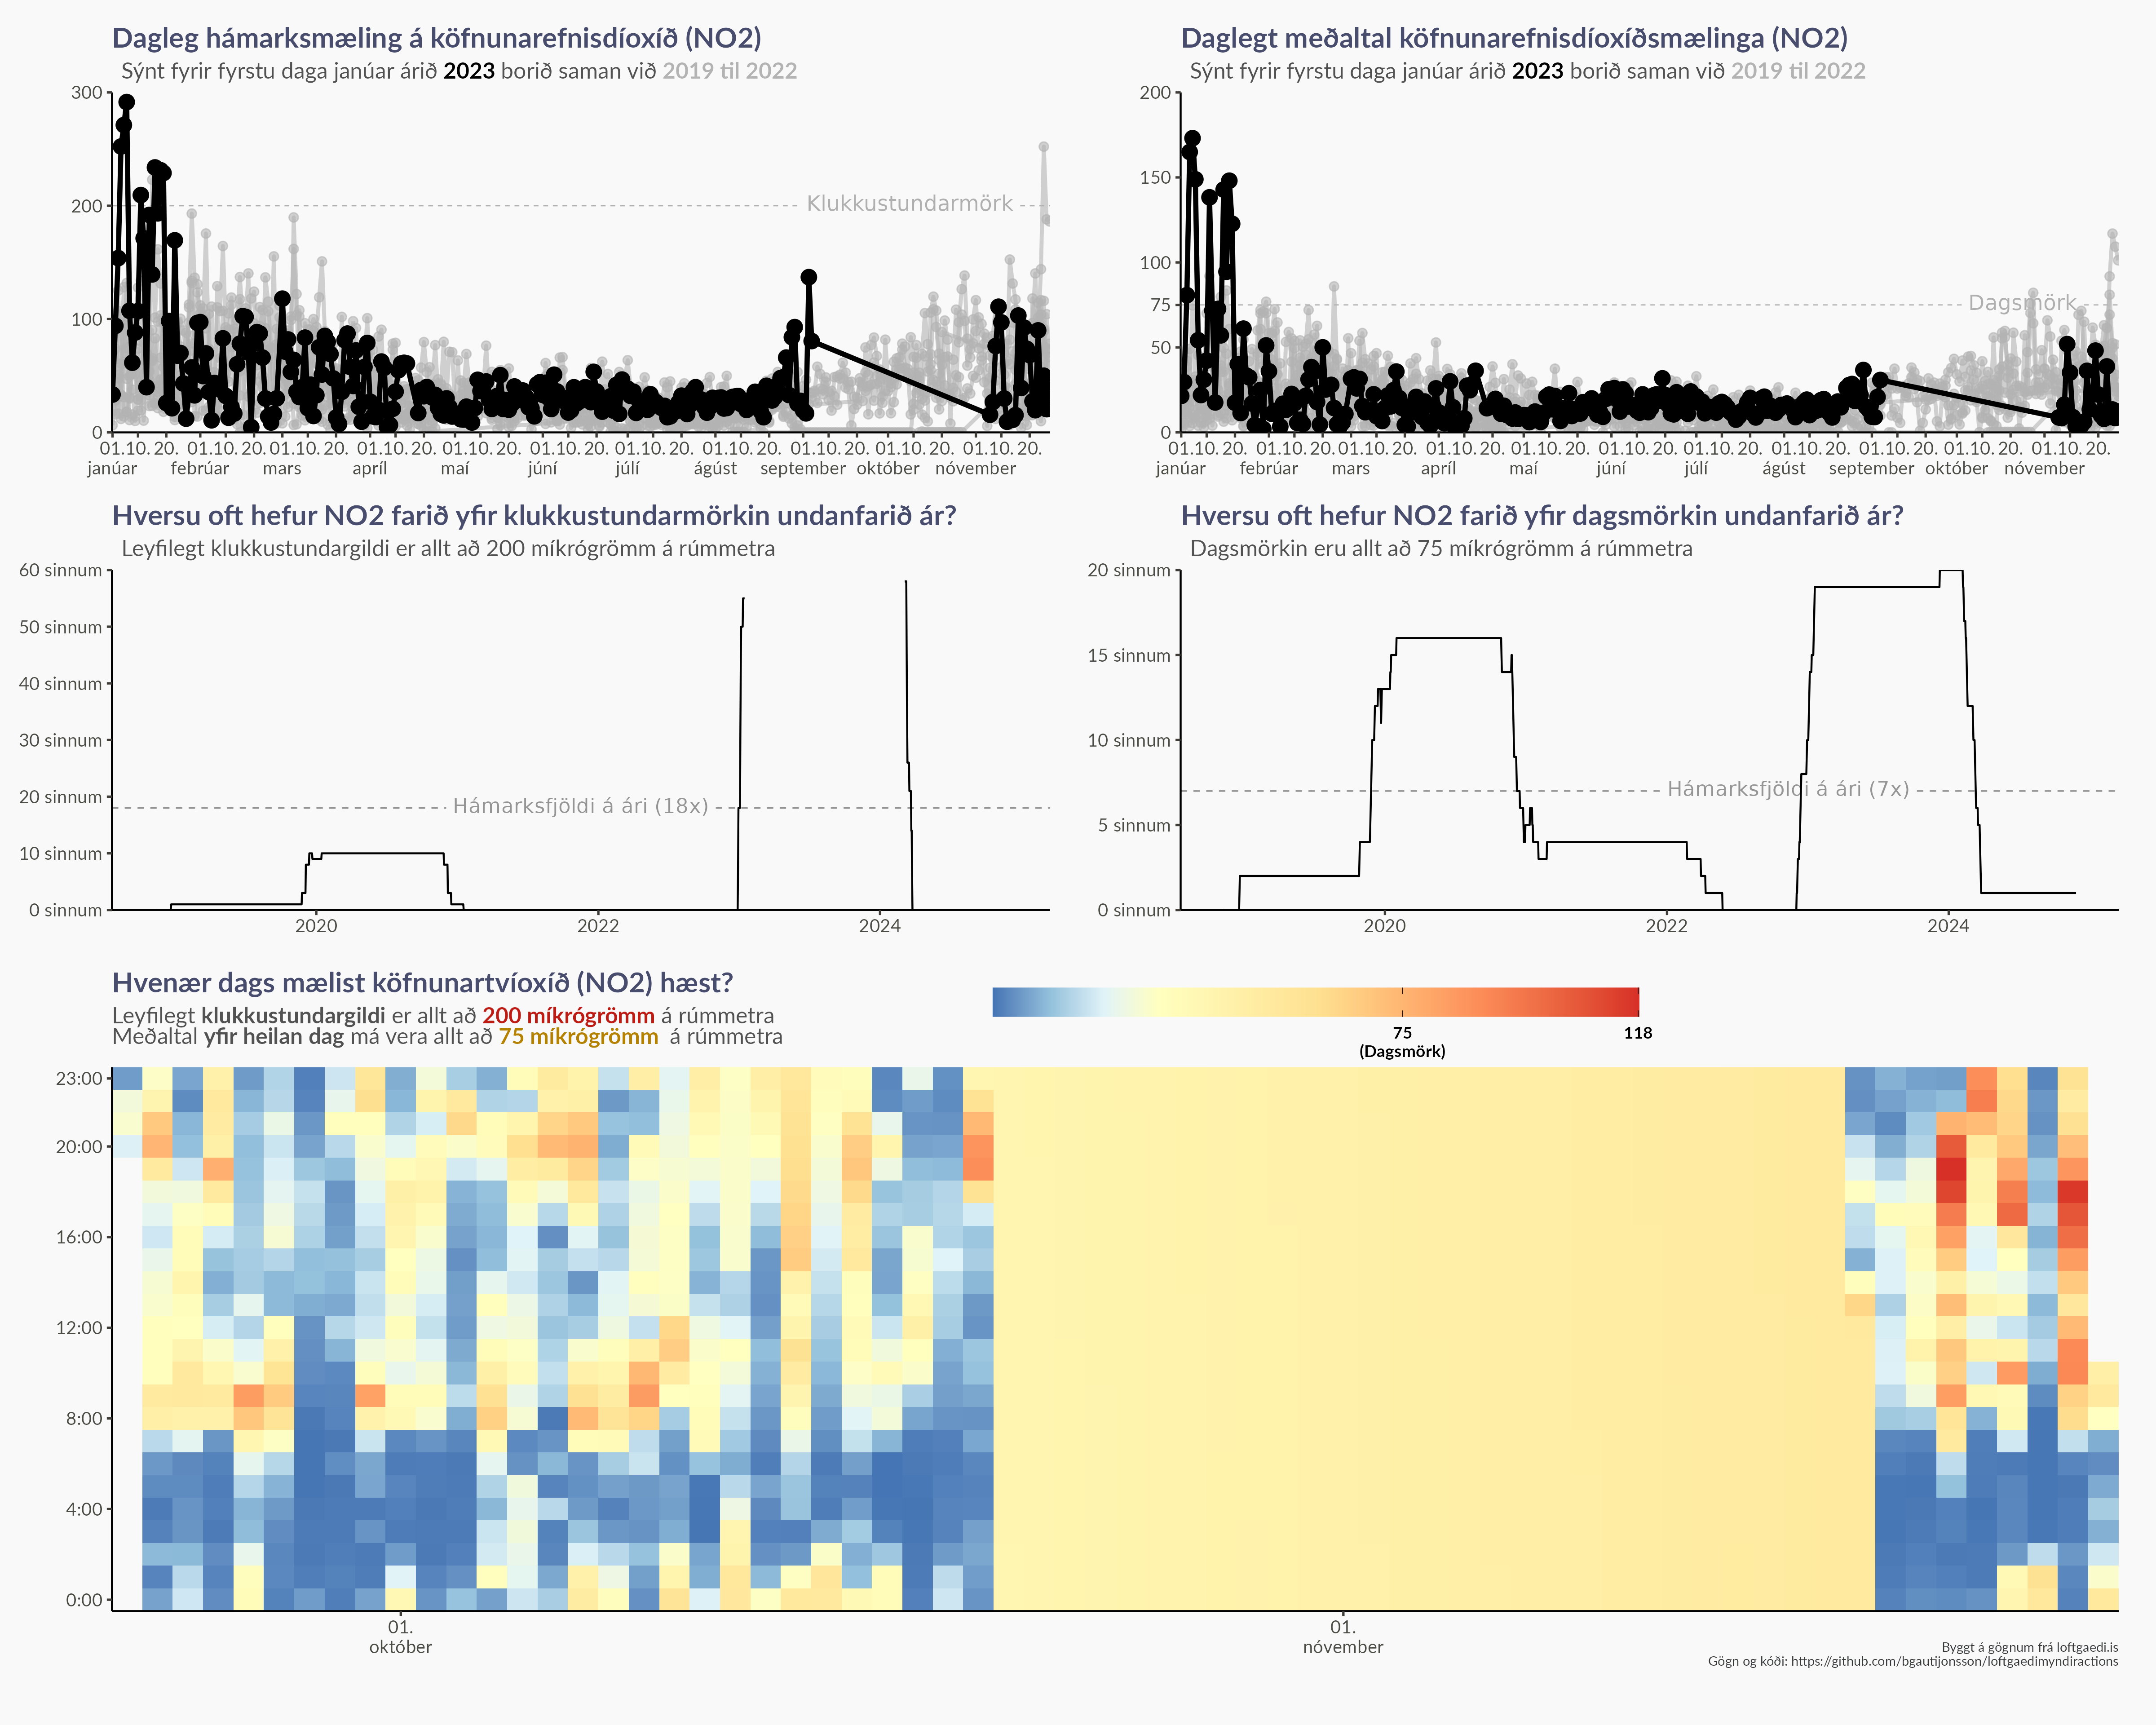 Dagleg hámarksmæling á köfnunarefnisdíoxíð (NO2)
Sýnt fyrir fyrstu daga janúar árið 2023 borið saman við 2019 til 2022
300
200
100
0
Klukkustundarmörk
01.10. 20. 01.10. 20. 01.10. 20. 01.10. 20. 01.10. 20. 01.10. 20. 01.10. 20. 01.10. 20. 01.10. 20. 01.10. 20. 01.10. 20.
janúar febrúar mars apríl maí júní júlí ágúst september október nóvember
Daglegt meðaltal köfnunarefnisdíoxíðsmælinga (NO2)
Sýnt fyrir fyrstu daga janúar árið 2023 borið saman við 2019 til 2022
200
150
100
75
50
0
Dagsmörk
01.10. 20. 01.10. 20. 01.10. 20. 01.10. 20. 01.10. 20. 01.10. 20. 01.10. 20. 01.10. 20. 01.10. 20. 01.10. 20. 01.10. 20.
janúar febrúar mars apríl maí júní júlí ágúst september október nóvember
Hversu oft hefur NO2 farið yfir klukkustundarmörkin undanfarið ár?
Leyfilegt klukkustundargildi er allt að 200 míkrógrömm á rúmmetra
60 sinnum
50 sinnum
40 sinnum
30 sinnum
20 sinnum
10 sinnum
0 sinnum
Hámarksfjöldi á ári (18x)
2020 2022 2024
Hversu oft hefur NO2 farið yfir dagsmörkin undanfarið ár?
Dagsmörkin eru allt að 75 míkrógrömm á rúmmetra
20 sinnum
15 sinnum
10 sinnum
5 sinnum
0 sinnum
Hámarksfjöldi á ári (7x)
2020 2022 2024
Hvenær dags mælist köfnunartvíoxíð (NO2) hæst?
Leyfilegt klukkustundargildi er allt að 200 míkrógrömm á rúmmetra
Meðaltal yfir heilan dag má vera allt að 75 míkrógrömm á rúmmetra
75 118
(Dagsmörk)
23:00
20:00
16:00
12:00
8:00
4:00
0:00
01. 01.
október nóvember
Byggt á gögnum frá loftgaedi.is
Gögn og kóði: https://github.com/bgautijonsson/loftgaedimyndiractions